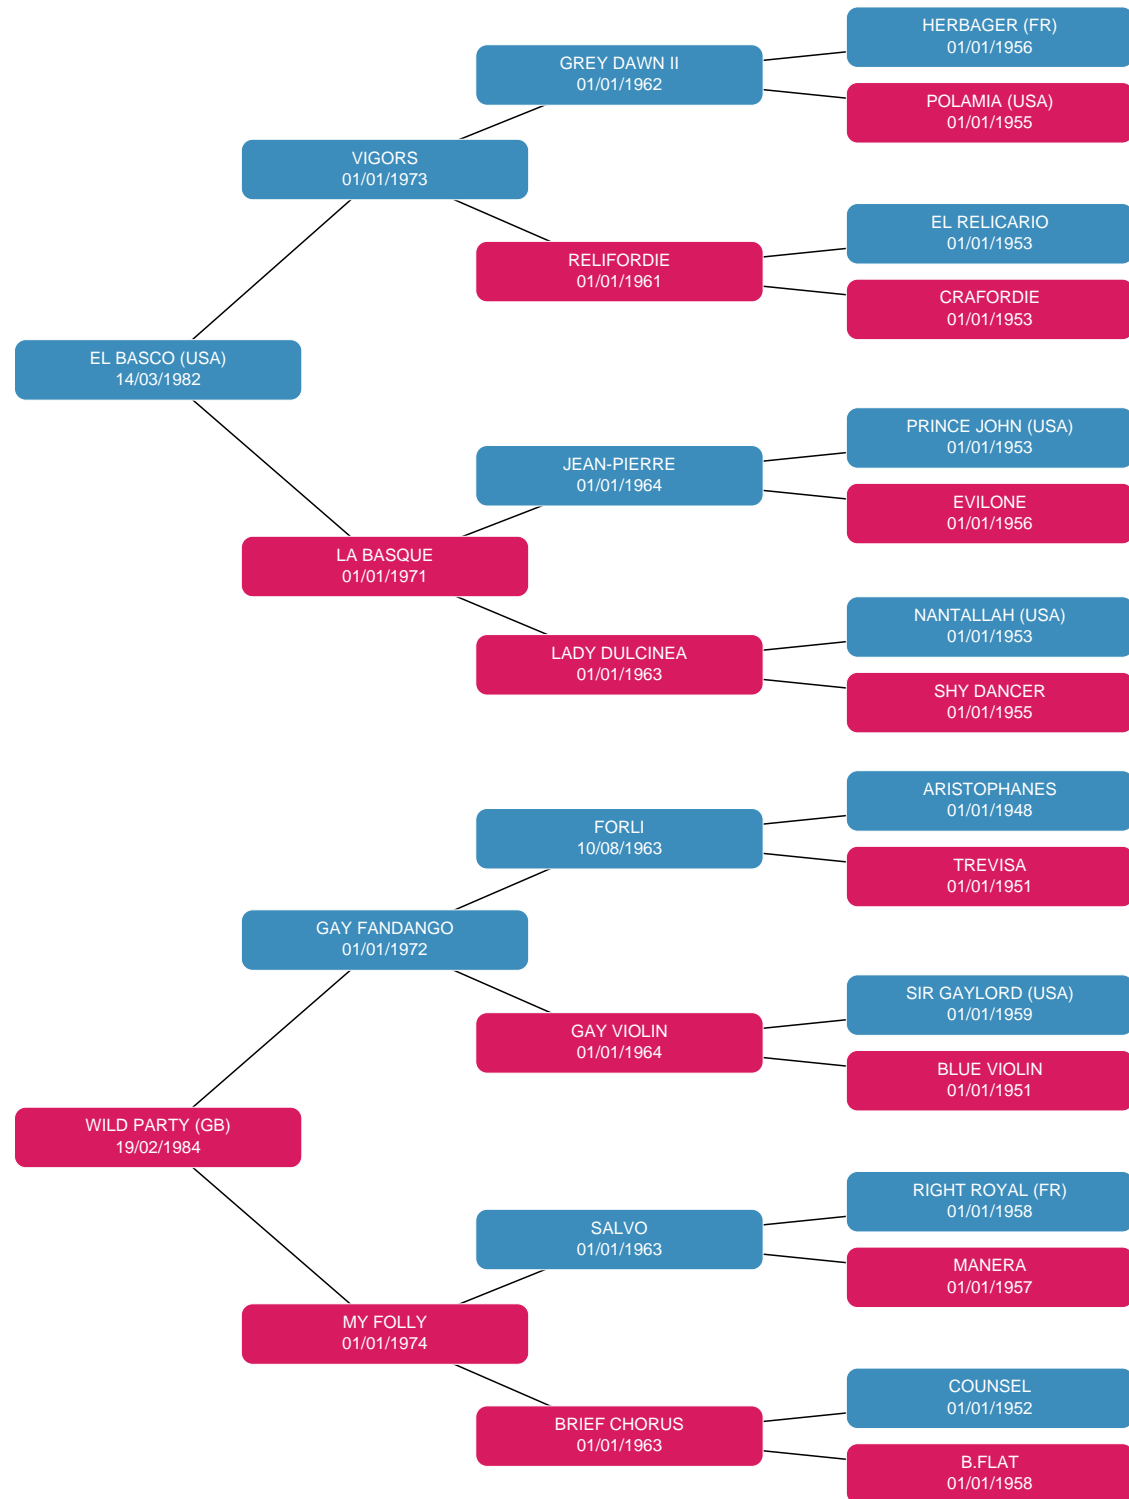 HERBAGER (FR)
01/01/1956
GREY DAWN II
01/01/1962
POLAMIA (USA)
01/01/1955
VIGORS
01/01/1973
EL RELICARIO
01/01/1953
RELIFORDIE
01/01/1961
CRAFORDIE
01/01/1953
EL BASCO (USA)
14/03/1982
PRINCE JOHN (USA)
01/01/1953
JEAN-PIERRE
01/01/1964
EVILONE
01/01/1956
LA BASQUE
01/01/1971
NANTALLAH (USA)
01/01/1953
LADY DULCINEA
01/01/1963
SHY DANCER
01/01/1955
ARISTOPHANES
01/01/1948
FORLI
10/08/1963
TREVISA
01/01/1951
GAY FANDANGO
01/01/1972
SIR GAYLORD (USA)
01/01/1959
GAY VIOLIN
01/01/1964
BLUE VIOLIN
01/01/1951
WILD PARTY (GB)
19/02/1984
RIGHT ROYAL (FR)
01/01/1958
SALVO
01/01/1963
MANERA
01/01/1957
MY FOLLY
01/01/1974
COUNSEL
01/01/1952
BRIEF CHORUS
01/01/1963
B.FLAT
01/01/1958